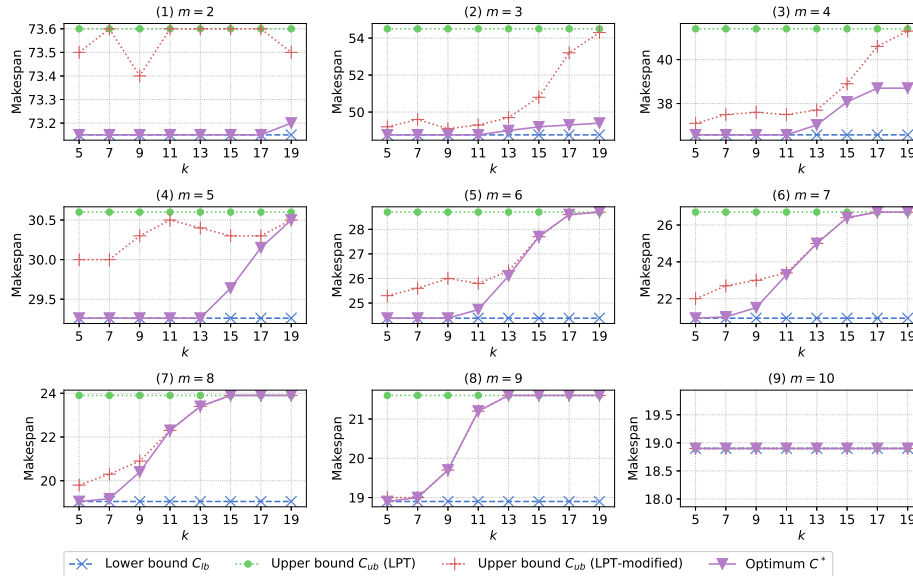 (1) m = 2
(2) m = 3
(3) m = 4
Makespan
73.6
73.5
73.4
73.3
73.2
5 7 9 11 13 15 17 19
k
Makespan
54
52
50
5 7 9 11 13 15 17 19
k
Makespan
40
38
5 7 9 11 13 15 17 19
k
(4) m = 5
(5) m = 6
(6) m = 7
Makespan
30.5
30.0
29.5
5 7 9 11 13 15 17 19
k
Makespan
28
27
26
25
24
5 7 9 11 13 15 17 19
k
Makespan
26
24
22
5 7 9 11 13 15 17 19
k
(7) m = 8
(8) m = 9
(9) m = 10
Makespan
24
22
20
5 7 9 11 13 15 17 19
k
Makespan
21
20
19
5 7 9 11 13 15 17 19
k
Makespan
19.5
19.0
18.5
18.0
5 7 9 11 13 15 17 19
k
Lower bound C_lb
Upper bound C_ub (LPT)
Upper bound C_ub (LPT-modified)
Optimum C*